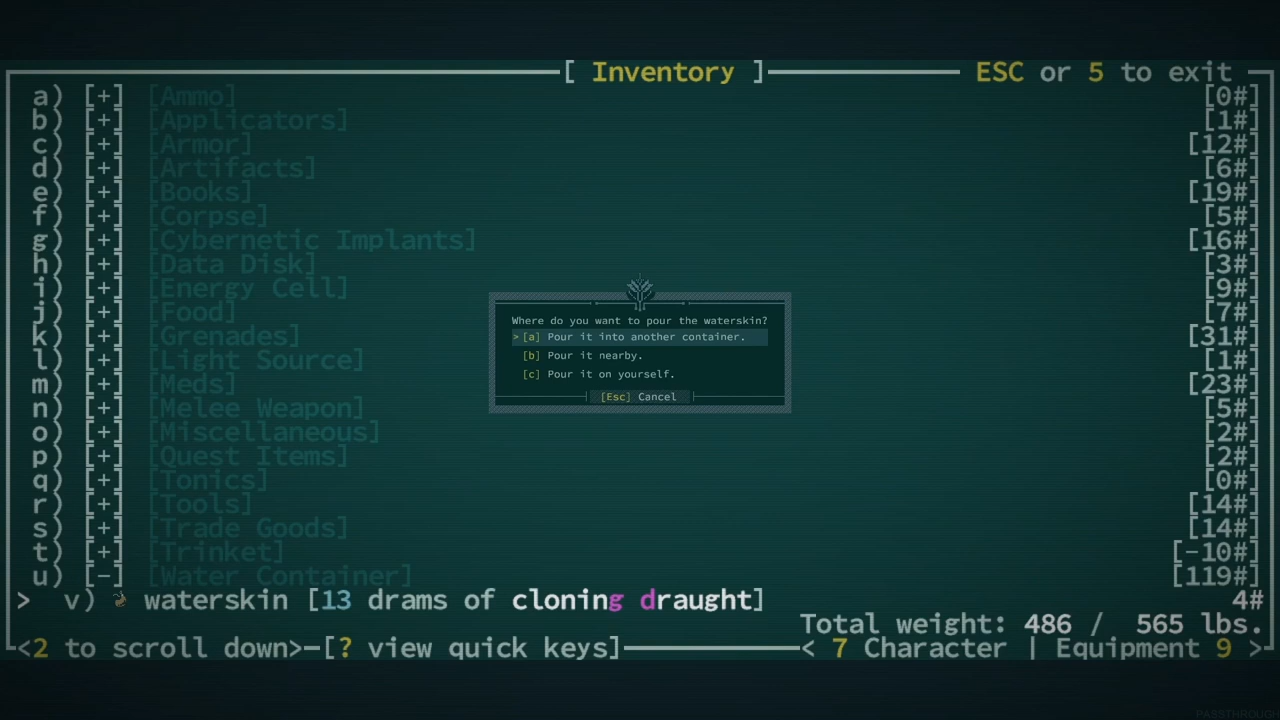 [ Inventory ] ESC or 5 to exit
a) [+] [Ammo] [0#]
b) [+] [Applicators] [1#]
c) [+] [Armor] [12#]
d) [+] [Artifacts] [6#]
e) [+] [Books] [19#]
f) [+] [Corpse] [5#]
g) [+] [Cybernetic Implants] [16#]
h) [+] [Data Disk] [3#]
i) [+] [Energy Cell] [9#]
j) [+] [Food] [7#]
k) [+] [Grenades] [31#]
l) [+] [Light Source] [1#]
m) [+] [Meds] [23#]
n) [+] [Melee Weapon] [5#]
o) [+] [Miscellaneous] [2#]
p) [+] [Quest Items] [2#]
q) [+] [Tonics] [0#]
r) [+] [Tools] [14#]
s) [+] [Trade Goods] [14#]
t) [+] [Trinket] [-10#]
u) [-] [Water Container] [119#]
> v) waterskin [13 drams of cloning draught] 4#
Total weight: 486 / 565 lbs.
<2 to scroll down> [? view quick keys] < 7 Character | Equipment 9 >
Where do you want to pour the waterskin?
> [a] Pour it into another container.
[b] Pour it nearby.
[c] Pour it on yourself.
[Esc] Cancel